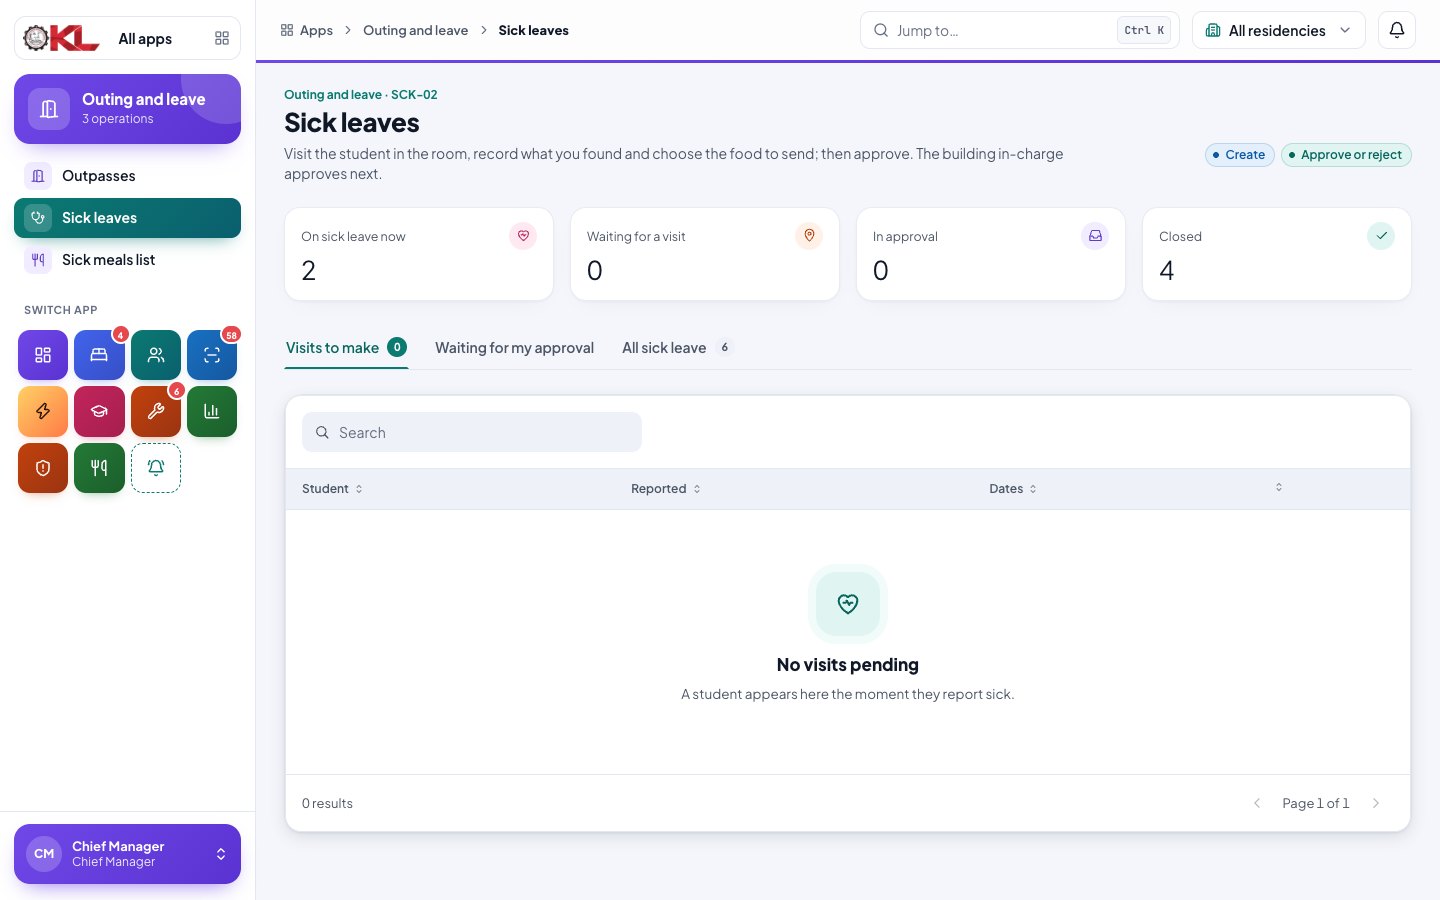 KL
All apps
Outing and leave
3 operations
Outpasses
Sick leaves
Sick meals list
SWITCH APP
4
58
6
CM
Chief Manager
Chief Manager
Apps
Outing and leave
Sick leaves
Jump to...
Ctrl K
All residencies
Outing and leave · SCK-02
Sick leaves
Visit the student in the room, record what you found and choose the food to send; then approve. The building in-charge
approves next.
Create
Approve or reject
On sick leave now
2
Waiting for a visit
0
In approval
0
Closed
4
Visits to make 0
Waiting for my approval
All sick leave 6
Search
Student
Reported
Dates
No visits pending
A student appears here the moment they report sick.
0 results
Page 1 of 1